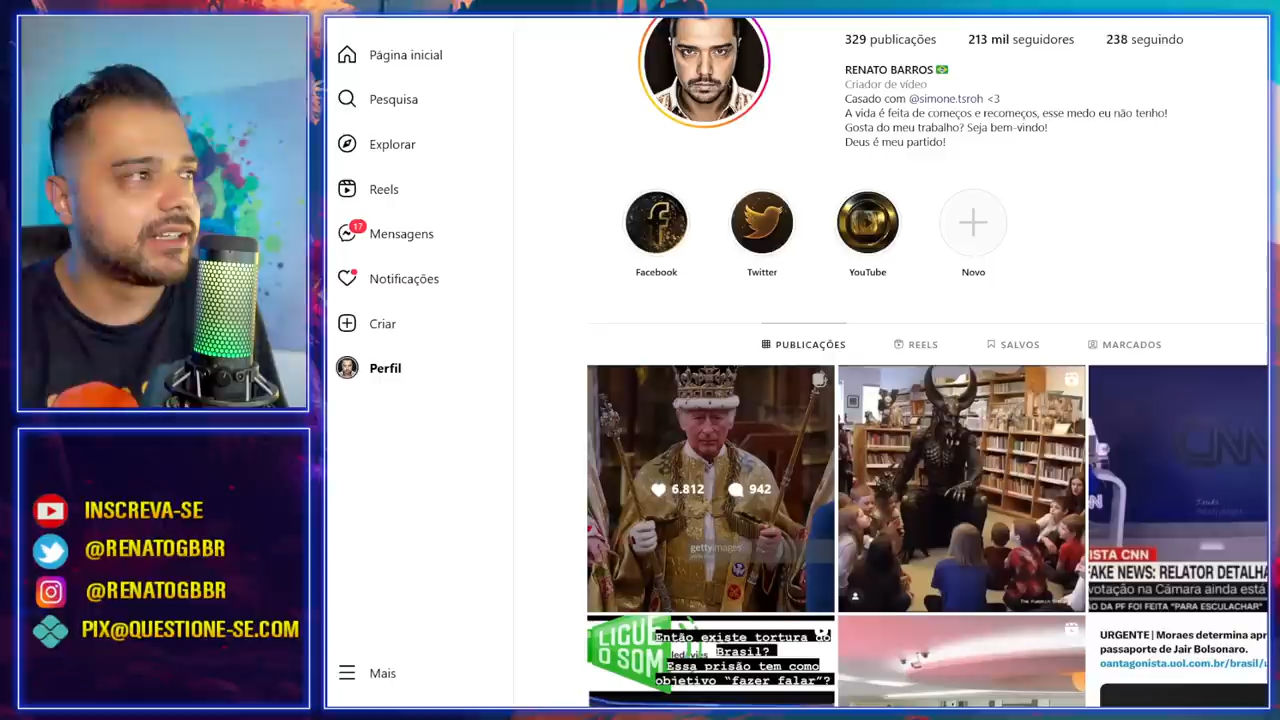 Página inicial
Pesquisa
Explorar
Reels
17
Mensagens
Notificações
Criar
Perfil
Mais
329 publicações 213 mil seguidores 238 seguindo
RENATO BARROS 🇧🇷
Criador de vídeo
Casado com @simone.tsroh <3
A vida é feita de começos e recomeços, esse medo eu não tenho!
Gosta do meu trabalho? Seja bem-vindo!
Deus é meu partido!
Facebook Twitter YouTube Novo
PUBLICAÇÕES REELS SALVOS MARCADOS
6.812 942
gettyimages
CNN
ISTA CNN
FAKE NEWS: RELATOR DETALHA
votação na Câmara ainda está
O DA PF FOI FEITA "PARA ESCULACHAR"
LIGUE
O SOM
Então existe tortura do
Brasil?
Essa prisão tem como
objetivo “fazer falar”?
URGENTE | Moraes determina apr
passaporte de Jair Bolsonaro.
oantagonista.uol.com.br/brasil/u
INSCREVA-SE
@RENATOGBBR
@RENATOGBBR
PIX@QUESTIONE-SE.COM